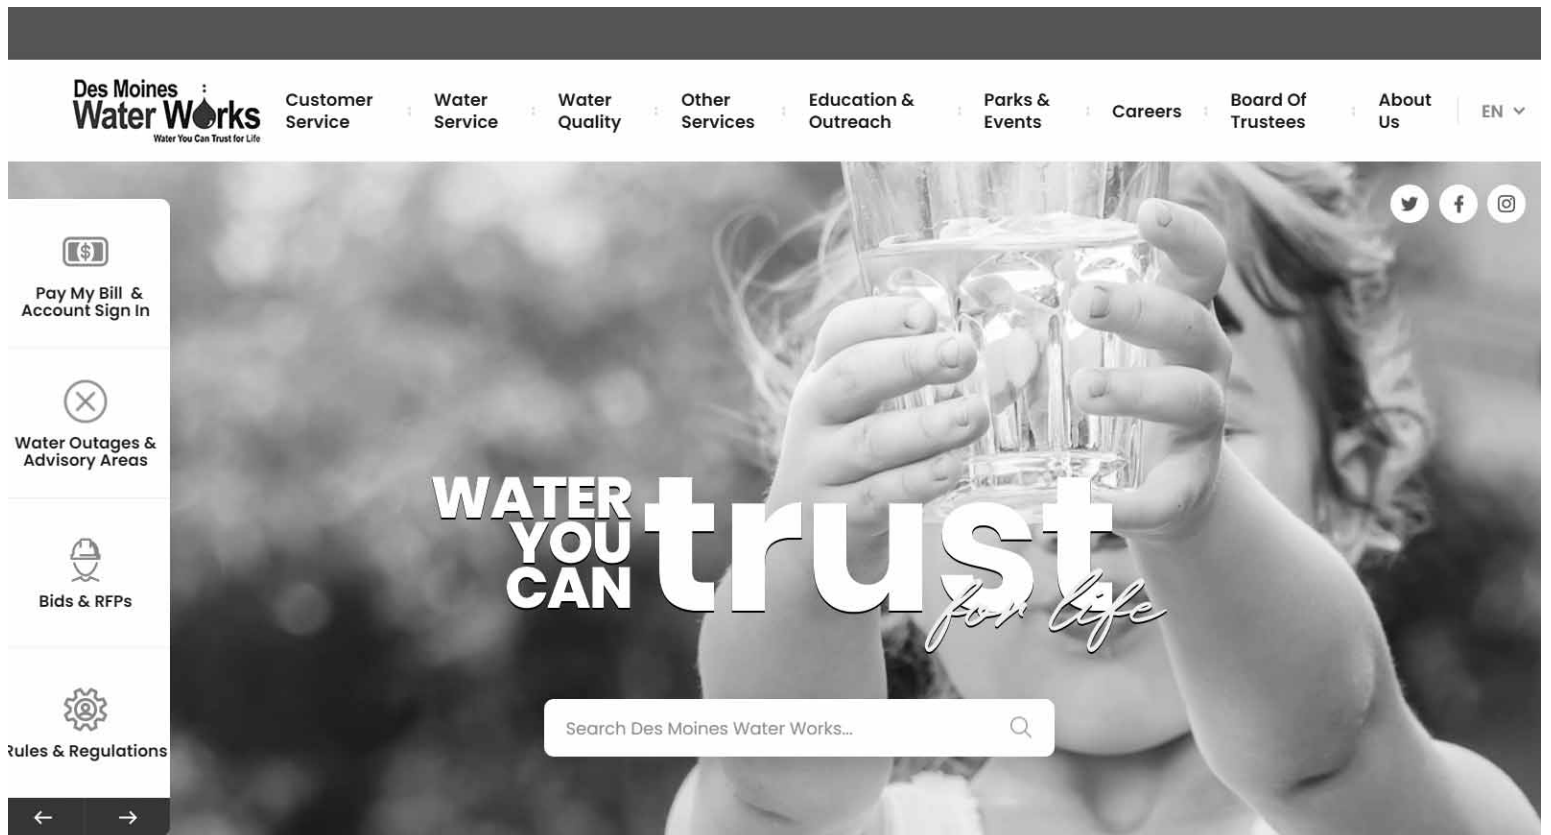 Des Moines
Water Works
Water You Can Trust for Life
Customer
Service
Water
Service
Water
Quality
Other
Services
Education &
Outreach
Parks &
Events
Careers
Board Of
Trustees
About
Us
EN
Pay My Bill &
Account Sign In
Water Outages &
Advisory Areas
Bids & RFPs
Rules & Regulations
WATER
YOU
CAN
trust
for life
Search Des Moines Water Works...